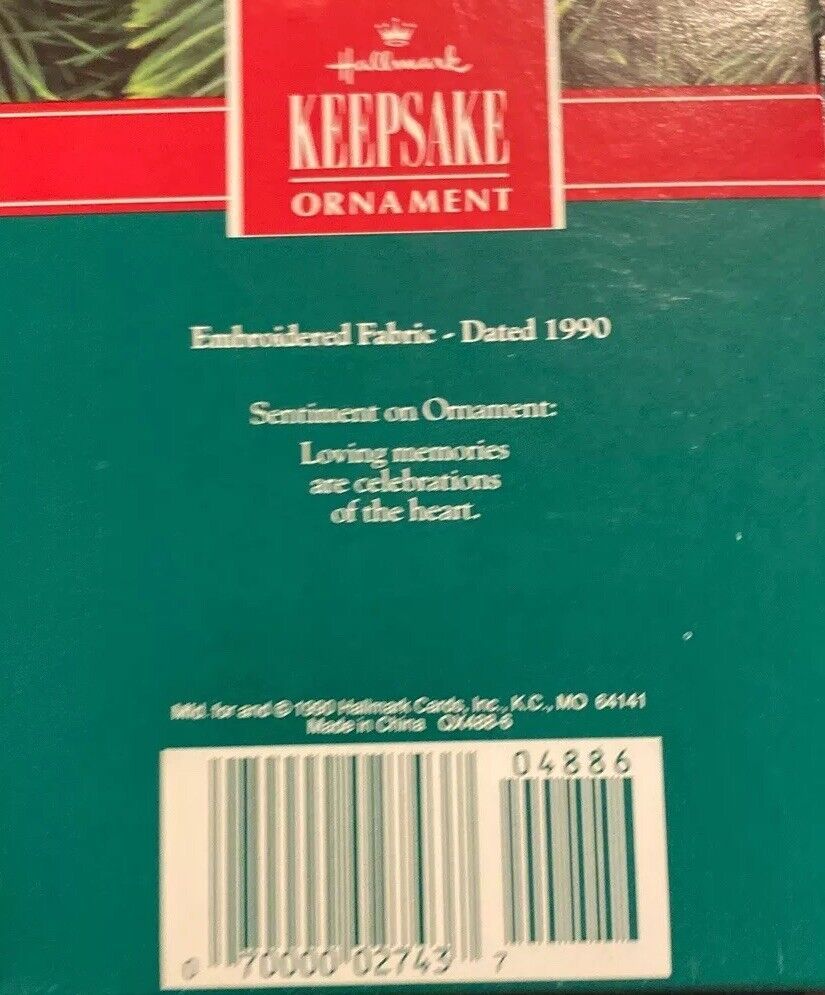 Hallmark
KEEPSAKE
ORNAMENT
Embroidered Fabric - Dated 1990
Sentiment on Ornament:
Loving memories
are celebrations
of the heart.
Mfd. for and © 1990 Hallmark Cards, Inc., K.C., MO 64141
Made in China QX488-6
04886
0 70000 02743 7